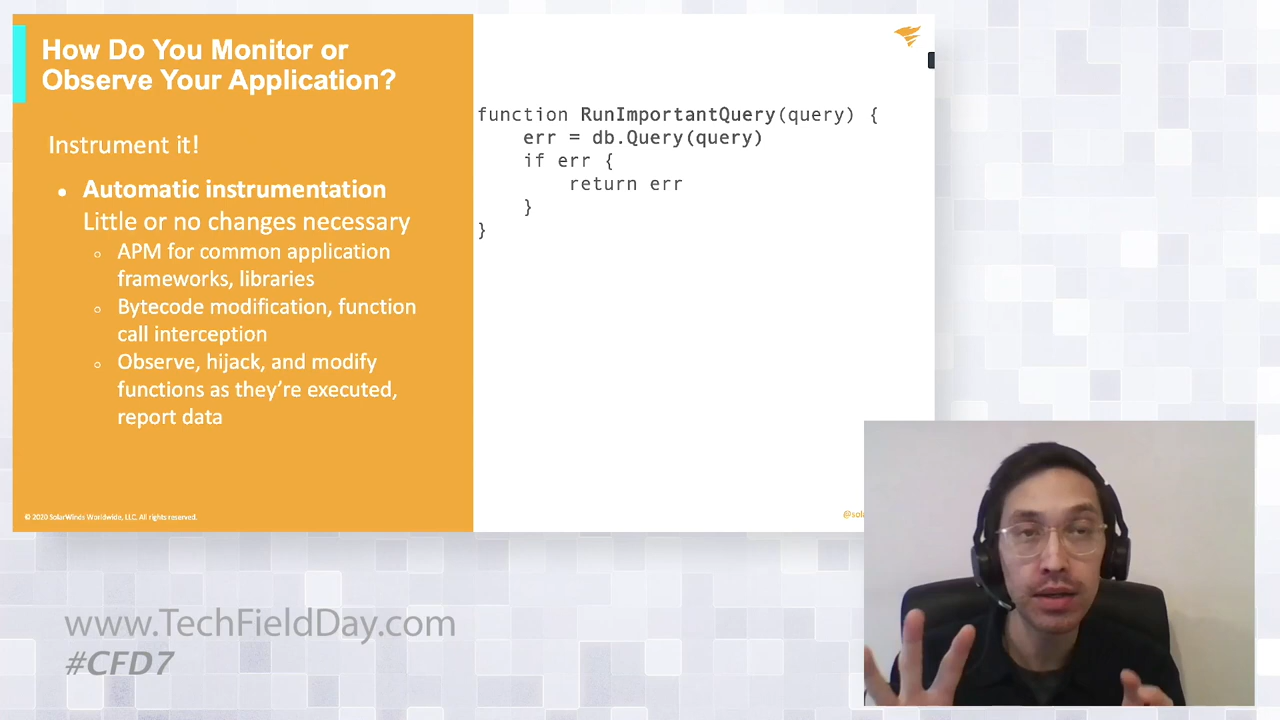 How Do You Monitor or
Observe Your Application?
Instrument it!
• Automatic instrumentation
Little or no changes necessary
○ APM for common application
frameworks, libraries
○ Bytecode modification, function
call interception
○ Observe, hijack, and modify
functions as they're executed,
report data
© 2020 SolarWinds Worldwide, LLC. All rights reserved.
function RunImportantQuery(query) {
    err = db.Query(query)
    if err {
        return err
    }
}
www.TechFieldDay.com
#CFD7